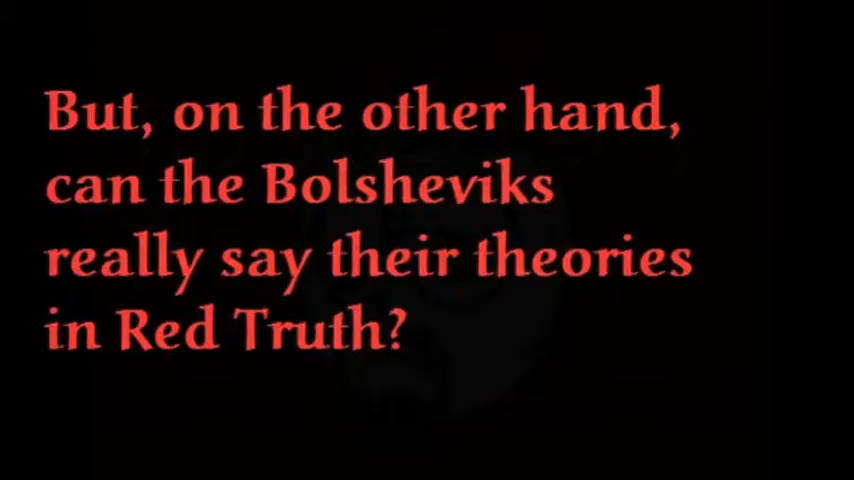 But, on the other hand,
can the Bolsheviks
really say their theories
in Red Truth?